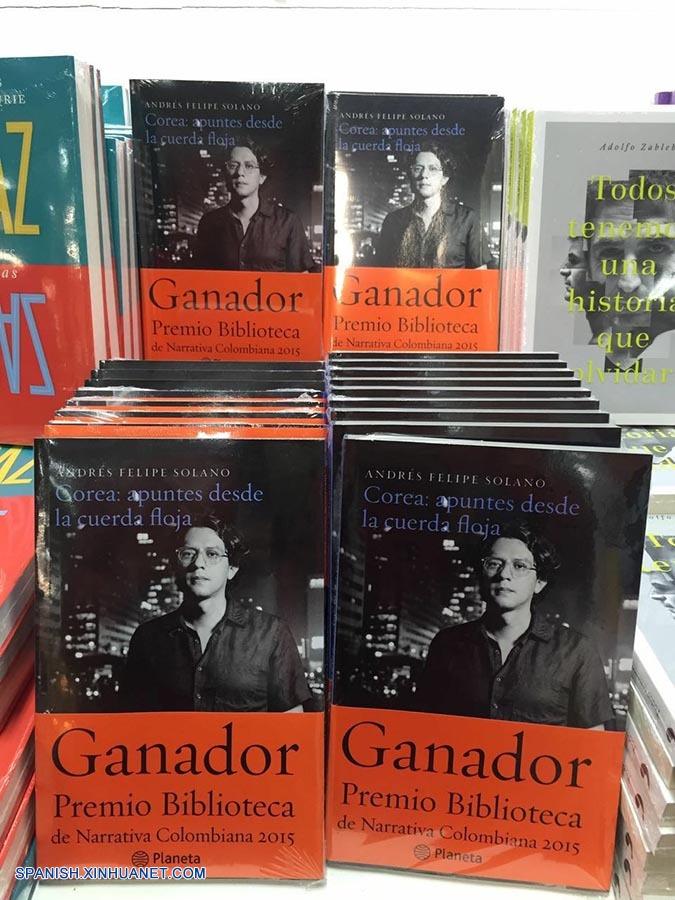 RIE
AZ
as
ANDRÉS FELIPE SOLANO
Corea: apuntes desde
la cuerda floja
Ganador
Premio Biblioteca
de Narrativa Colombiana 2015
ANDRÉS FELIPE SOLANO
Corea: apuntes desde
la cuerda floja
Ganador
Premio Biblioteca
de Narrativa Colombiana 2015
Adolfo Zableh
Todos
tenemo
una
historia
que
olvidar
ANDRÉS FELIPE SOLANO
Corea: apuntes desde
la cuerda floja
Ganador
Premio Biblioteca
de Narrativa Colombiana 2015
Planeta
ANDRÉS FELIPE SOLANO
Corea: apuntes desde
la cuerda floja
Ganador
Premio Biblioteca
de Narrativa Colombiana 2015
Planeta
SPANISH.XINHUANET.COM